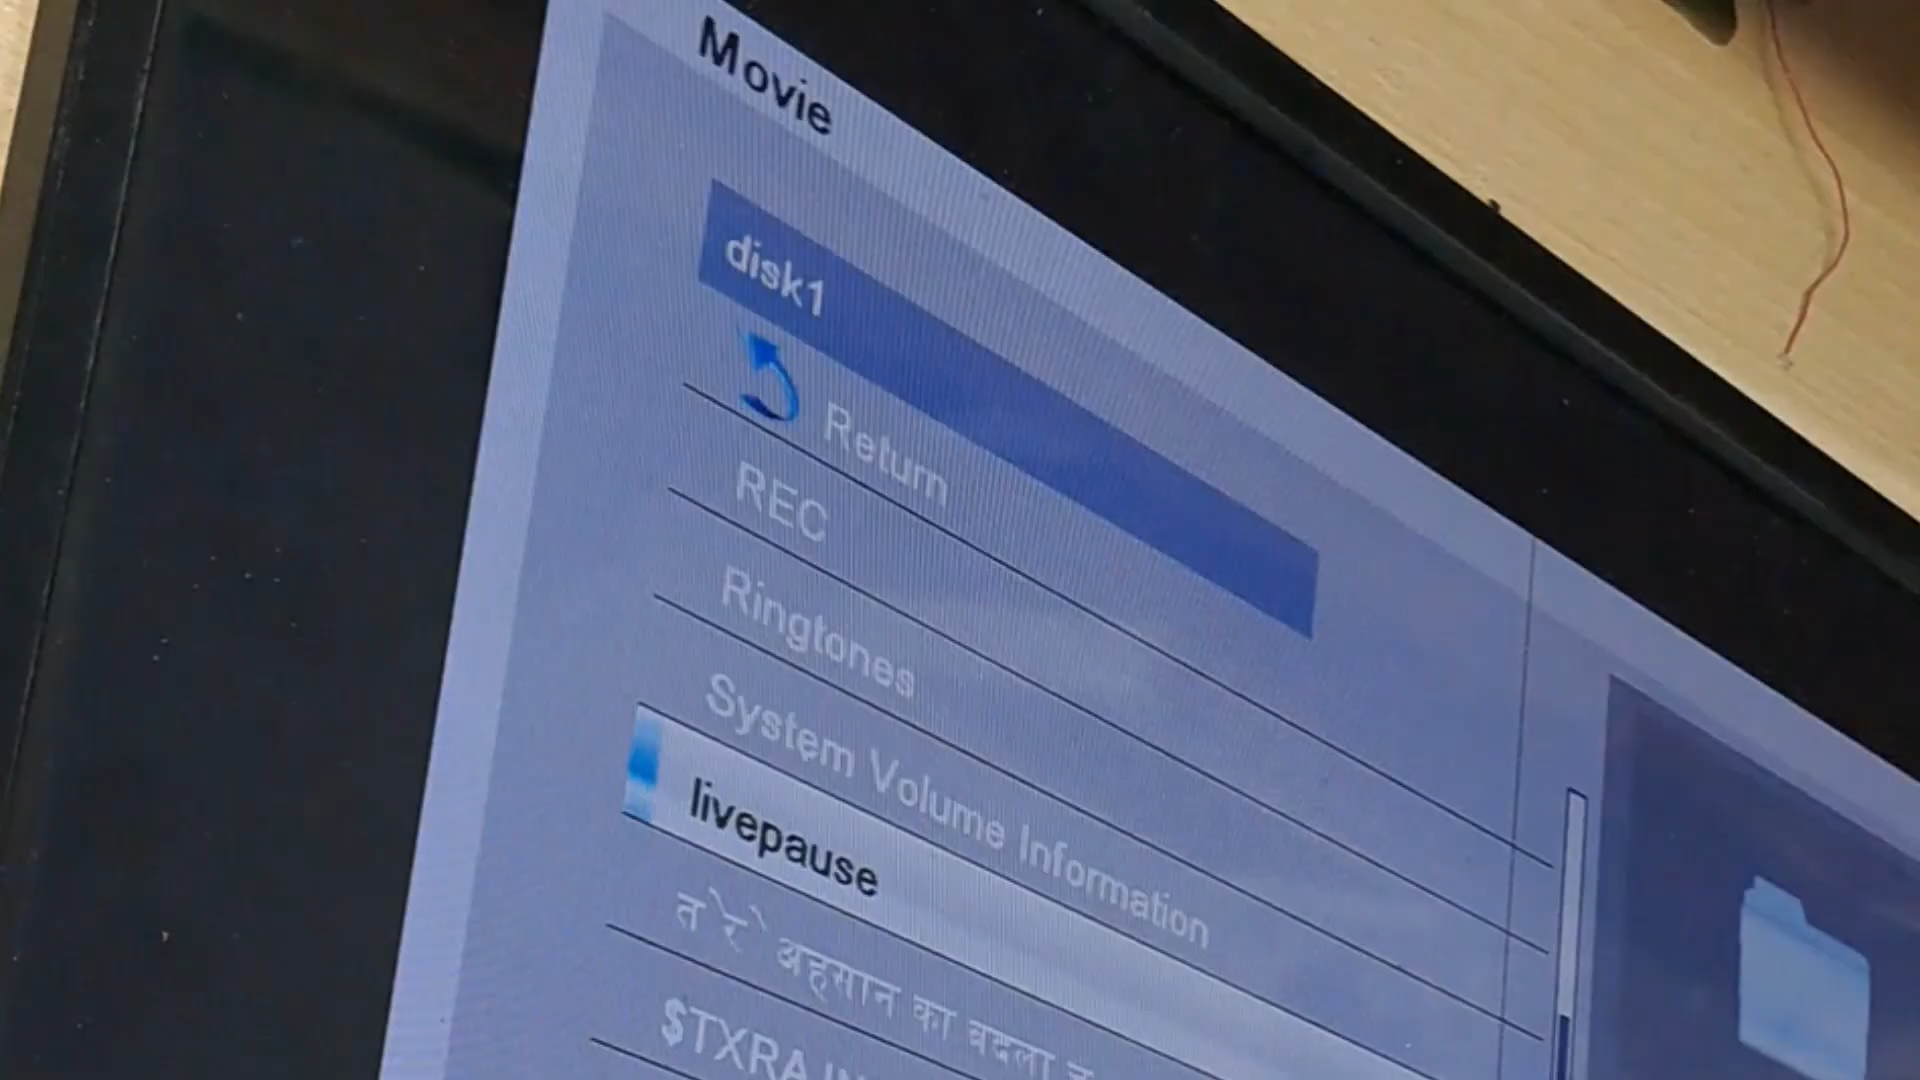 Movie
disk1
Return
REC
Ringtones
System Volume Information
livepause
तेरे अहसान का बदला
$TXRA